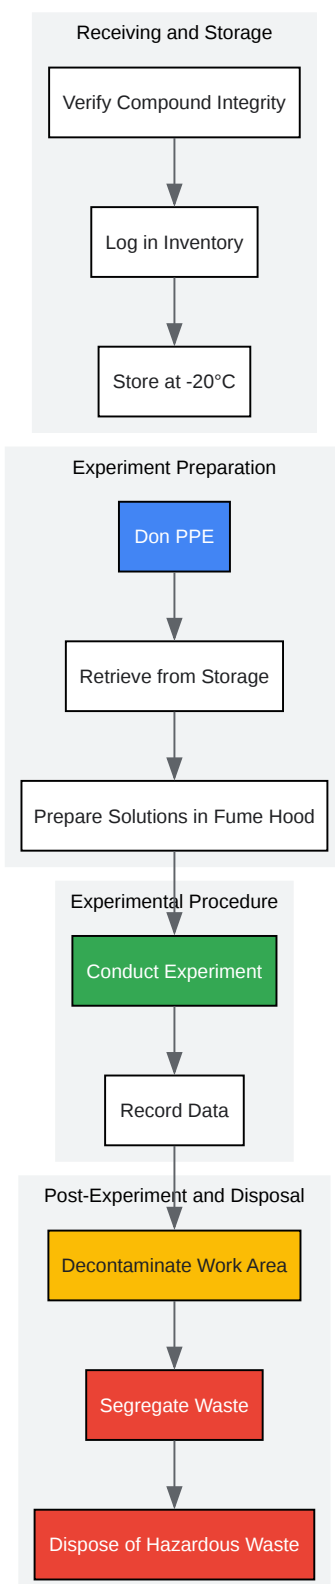 Receiving and Storage
Verify Compound Integrity
Log in Inventory
Store at -20°C
Experiment Preparation
Don PPE
Retrieve from Storage
Prepare Solutions in Fume Hood
Experimental Procedure
Conduct Experiment
Record Data
Post-Experiment and Disposal
Decontaminate Work Area
Segregate Waste
Dispose of Hazardous Waste